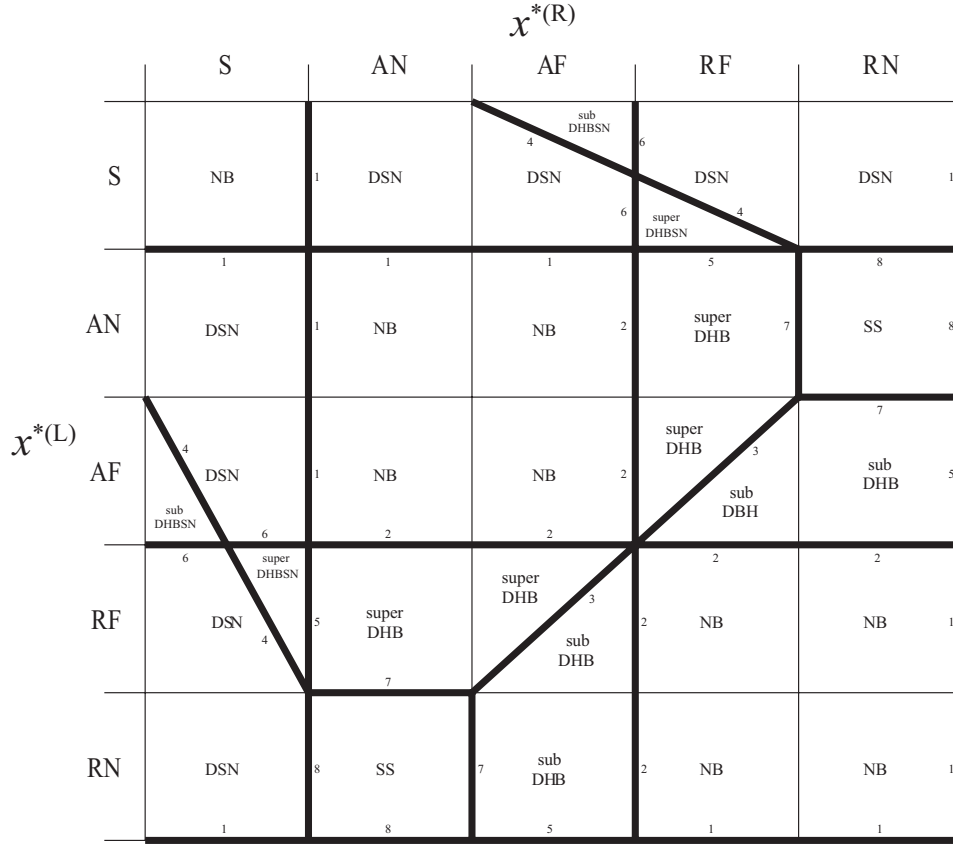 x*(R)
S AN AF RF RN
sub
DHBSN
4 6
S NB 1 DSN DSN DSN DSN 1
6 super 4
DHBSN
1 1 1 5 8
AN DSN 1 NB NB 2 super 7 SS 8
DHB
7
x*(L)
4 super 3
DHB
AF DSN 1 NB NB 2 sub sub 5
DBH DHB
sub
DHBSN
6 2 2
6 super 2 2
DHBSN
super 3
DHB
RF DSN 4 5 super 2 NB NB 1
DHB
sub
DHB
7
RN DSN 8 SS 7 sub 2 NB NB 1
DHB
1 8 5 1 1